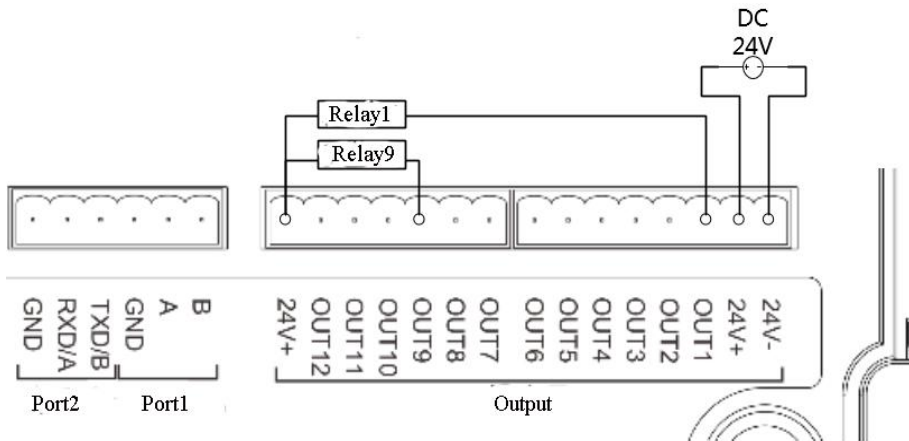 DC
24V
Relay1
Relay9
GND
RXD/A
TXD/B
GND
A
B
24V+
OUT12
OUT11
OUT10
OUT9
OUT8
OUT7
OUT6
OUT5
OUT4
OUT3
OUT2
OUT1
24V+
24V-
Port2
Port1
Output